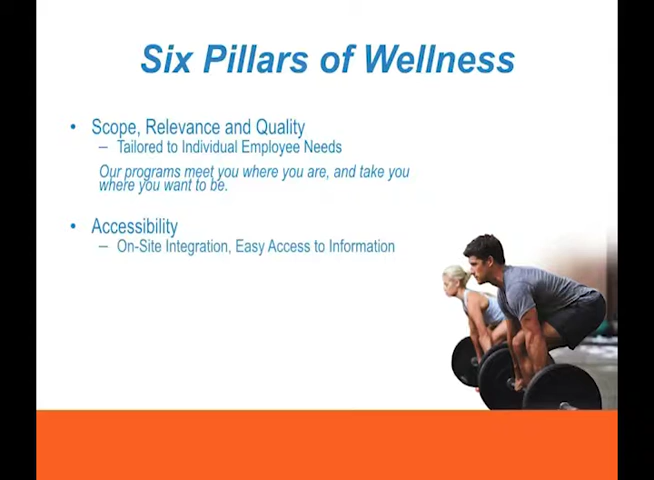 Six Pillars of Wellness
• Scope, Relevance and Quality
– Tailored to Individual Employee Needs
Our programs meet you where you are, and take you
where you want to be.
• Accessibility
– On-Site Integration, Easy Access to Information